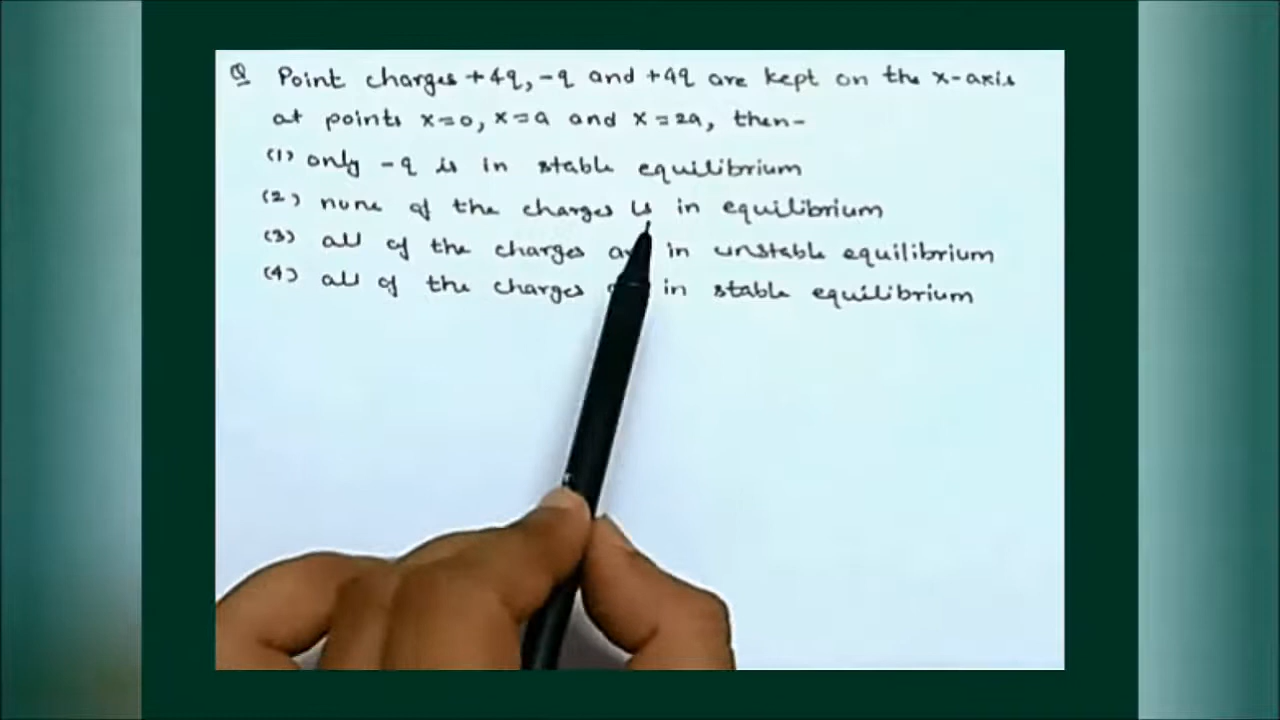 Q Point charges +4q, -q and +4q are kept on the x-axis
at points x=0, x=a and x=2a, then-
(1) only -q is in stable equilibrium
(2) none of the charges is in equilibrium
(3) all of the charges in unstable equilibrium
(4) all of the charges in stable equilibrium